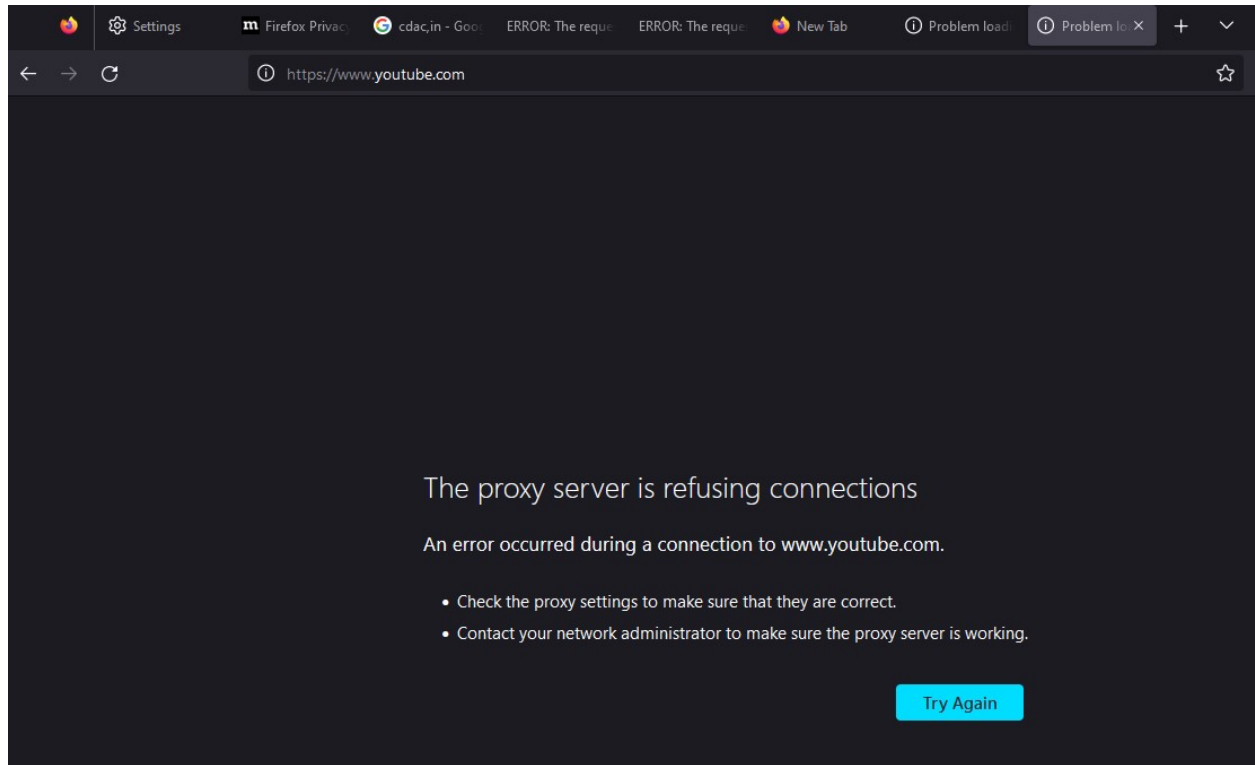 Settings
m Firefox Privac
cdac,in - Goo
ERROR: The reque
ERROR: The reque
New Tab
Problem loadi
Problem lo
https://www.youtube.com
The proxy server is refusing connections
An error occurred during a connection to www.youtube.com.
• Check the proxy settings to make sure that they are correct.
• Contact your network administrator to make sure the proxy server is working.
Try Again